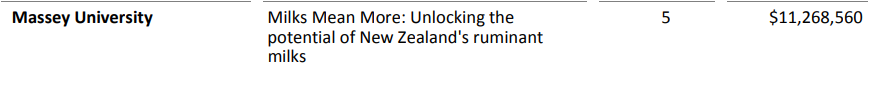 Massey University Milks Mean More: Unlocking the 5 $11,268,560
potential of New Zealand's ruminant
milks